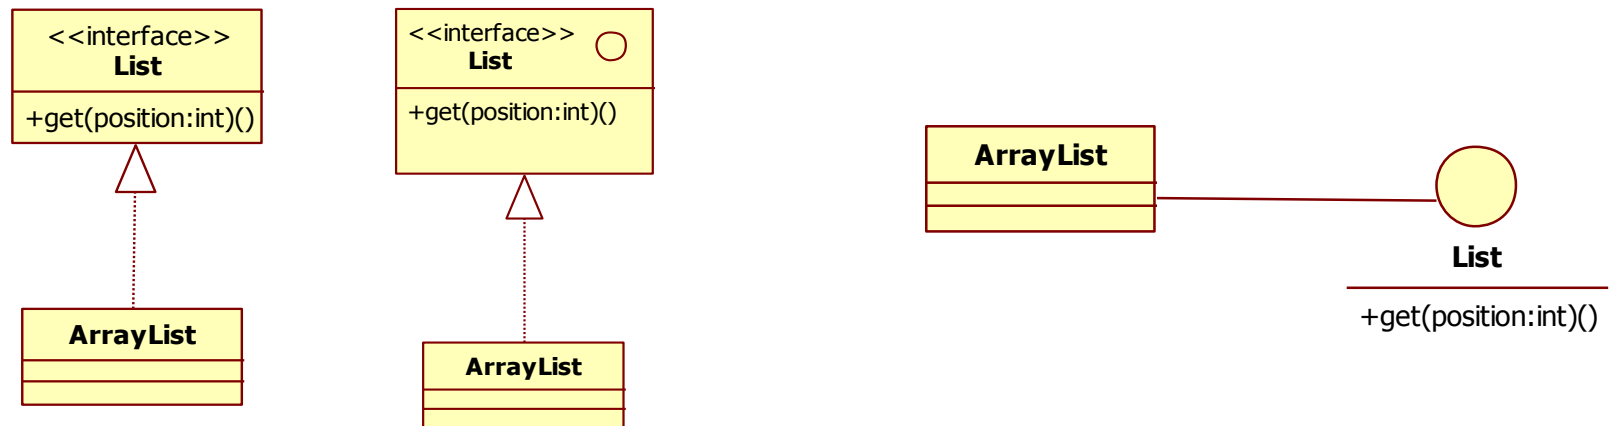 <<interface>>
List
+get(position:int)()
ArrayList
<<interface>>
List
+get(position:int)()
ArrayList
ArrayList
List
+get(position:int)()